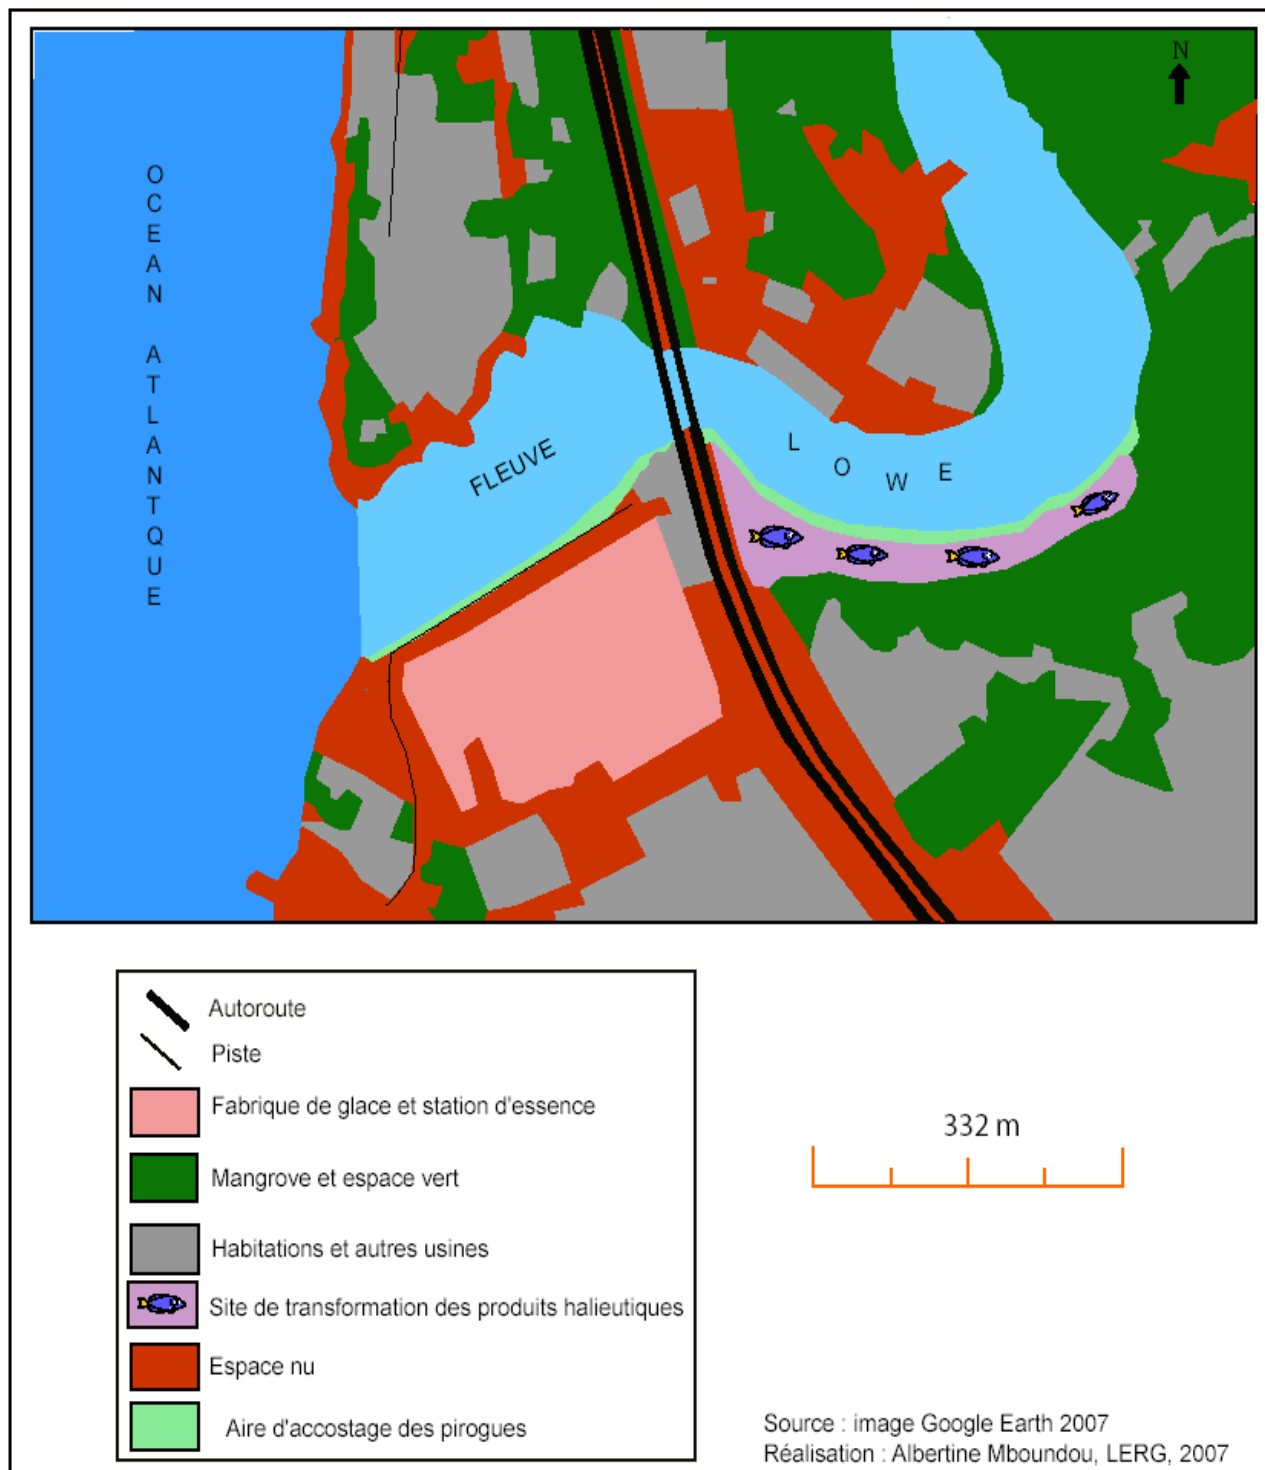 N
OCEAN ATLANTQUE
FLEUVE
LOWE
Autoroute
Piste
Fabrique de glace et station d'essence
Mangrove et espace vert
Habitations et autres usines
Site de transformation des produits halieutiques
Espace nu
Aire d'accostage des pirogues
332 m
Source : image Google Earth 2007
Réalisation : Albertine Mboundou, LERG, 2007